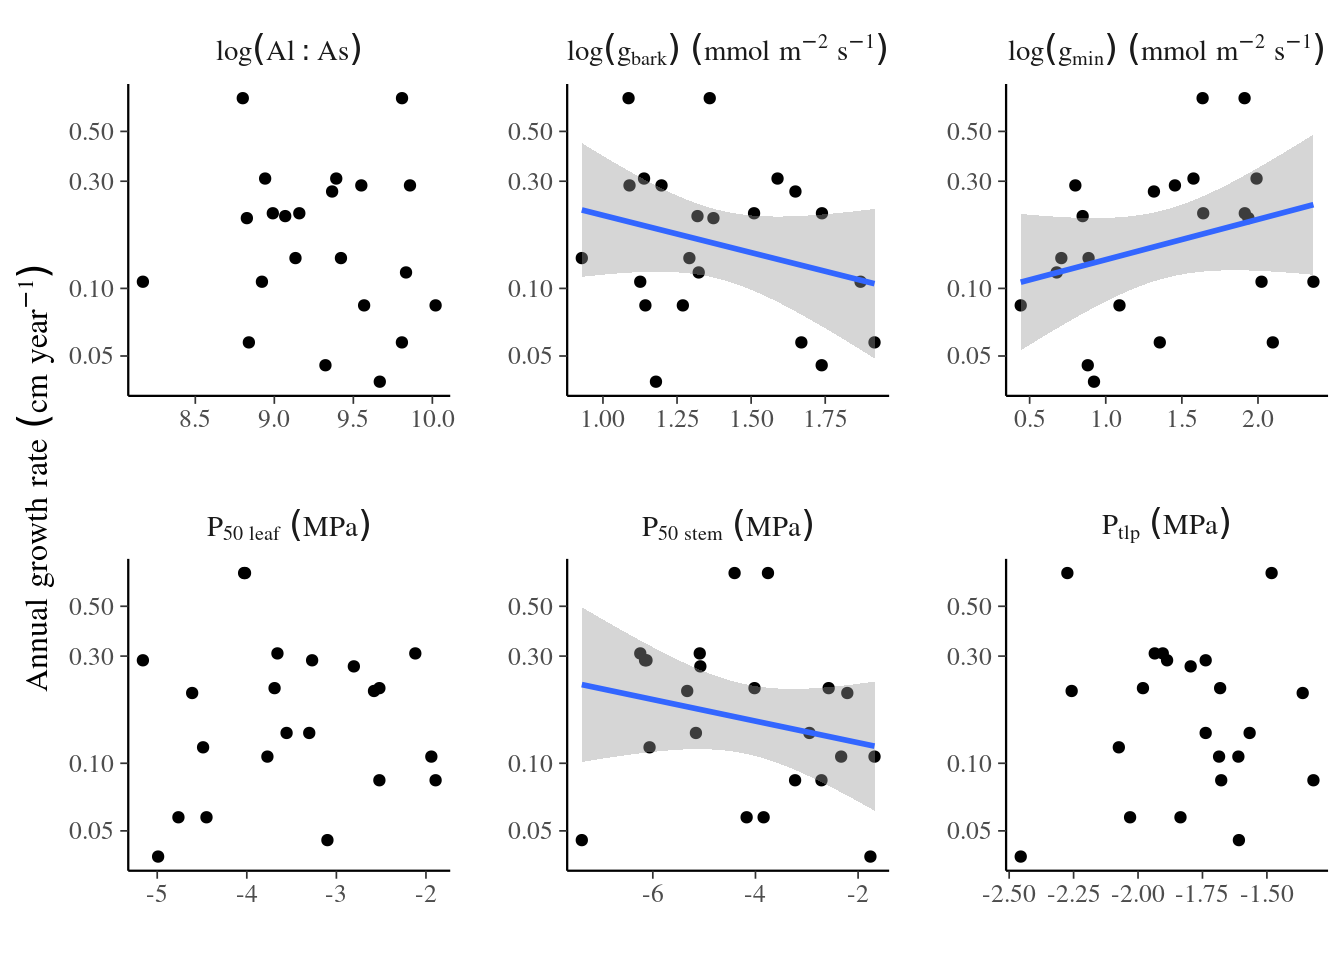 log(Al : As)
log(g_bark) (mmol m⁻² s⁻¹)
log(g_min) (mmol m⁻² s⁻¹)
0.50
0.30
0.10
0.05
8.5 9.0 9.5 10.0
0.50
0.30
0.10
0.05
1.00 1.25 1.50 1.75
0.50
0.30
0.10
0.05
0.5 1.0 1.5 2.0
Annual growth rate (cm year⁻¹)
P_50 leaf (MPa)
P_50 stem (MPa)
P_tlp (MPa)
0.50
0.30
0.10
0.05
-5 -4 -3 -2
0.50
0.30
0.10
0.05
-6 -4 -2
0.50
0.30
0.10
0.05
-2.50 -2.25 -2.00 -1.75 -1.50